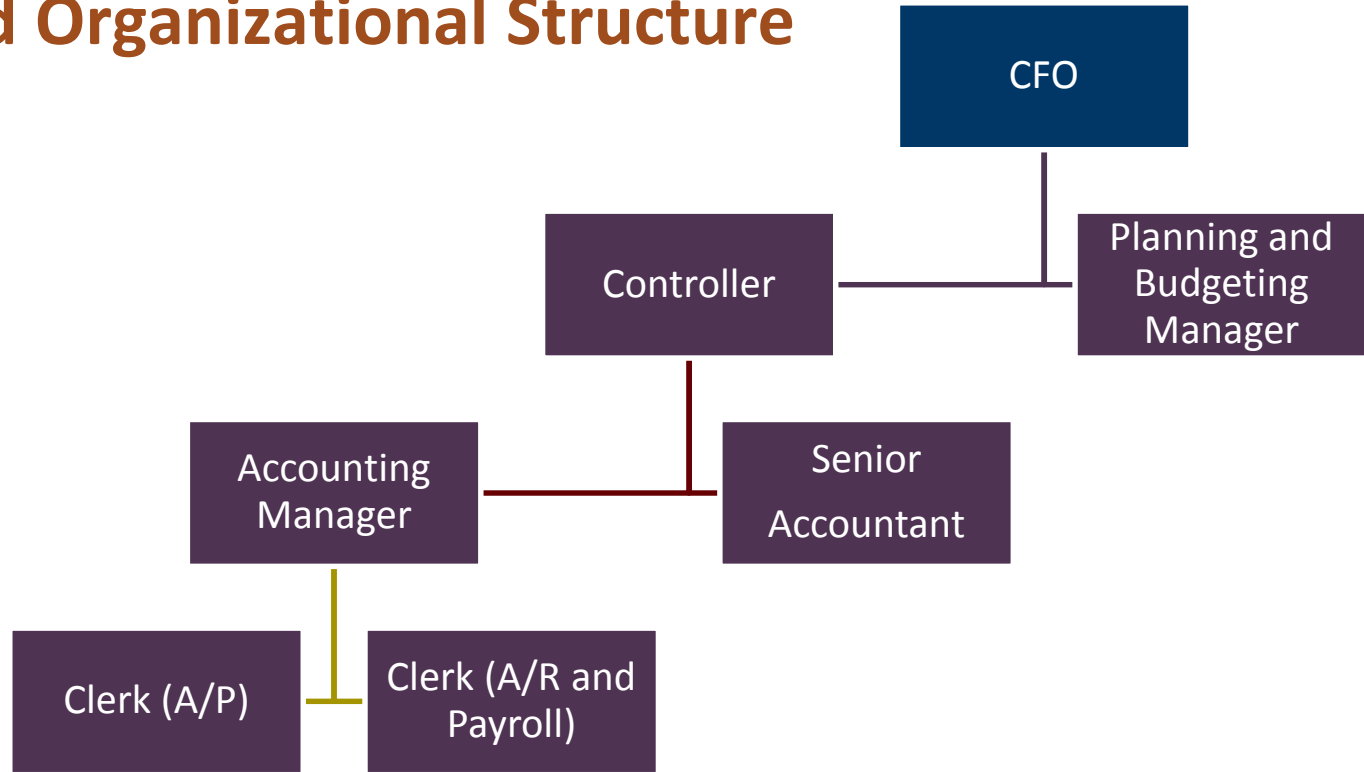 Organizational Structure
CFO
Controller
Planning and
Budgeting
Manager
Accounting
Manager
Senior
Accountant
Clerk (A/P)
Clerk (A/R and
Payroll)